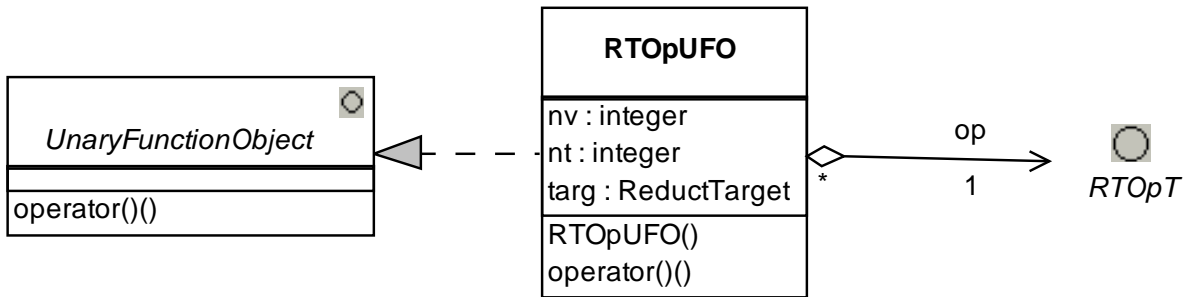 UnaryFunctionObject
operator()()
RTOpUFO
nv : integer
nt : integer
targ : ReductTarget
RTOpUFO()
operator()()
*
op
1
RTOpT